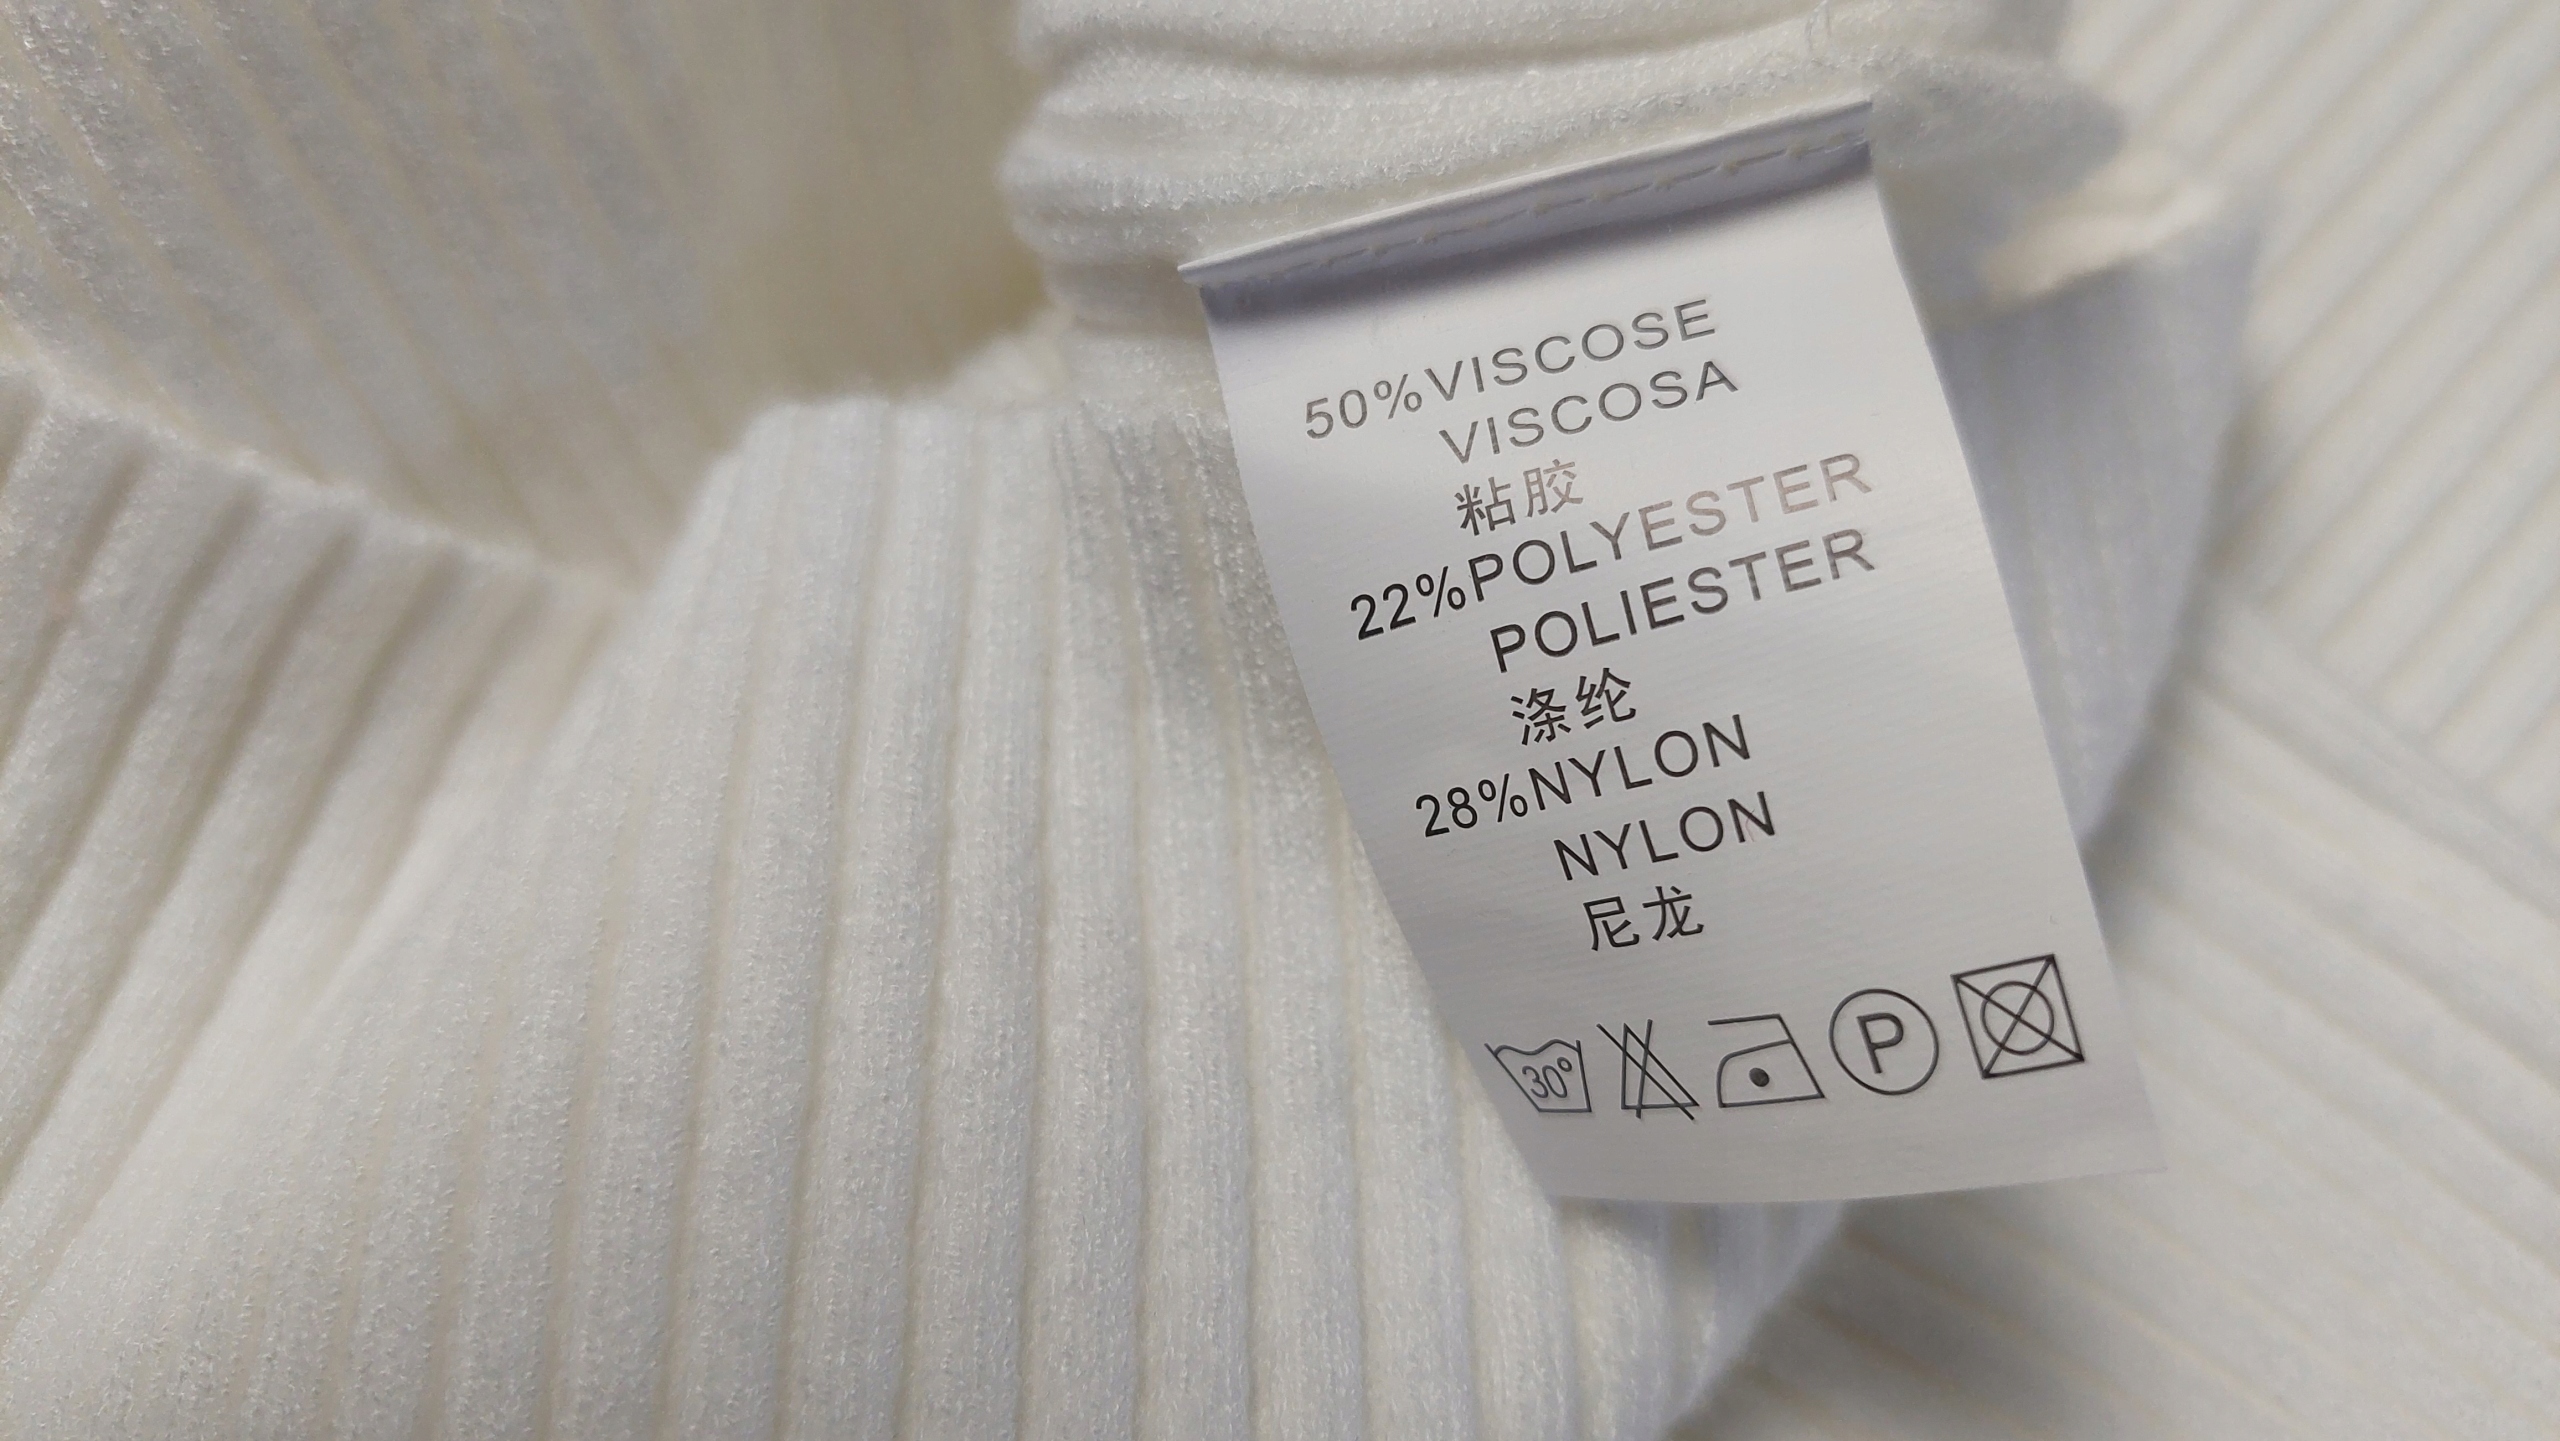 50%VISCOSE
VISCOSA
粘胶
22%POLYESTER
POLIESTER
涤纶
28%NYLON
NYLON
尼龙
30° P